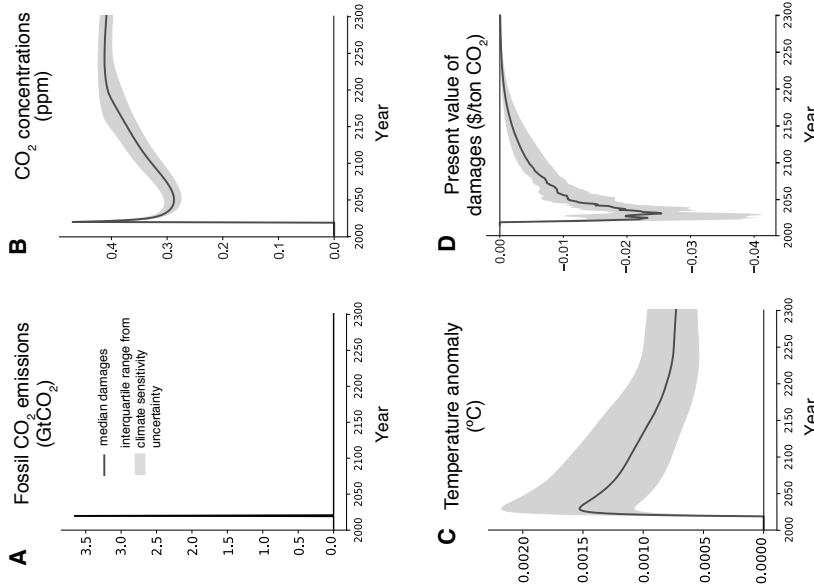 A
Fossil CO₂ emissions
(GtCO₂)
3.5
3.0
2.5
2.0
1.5
1.0
0.5
0.0
median damages
interquartile range from
climate sensitivity
uncertainty
2000
2050
2100
2150
2200
2250
2300
Year
B
CO₂ concentrations
(ppm)
0.4
0.3
0.2
0.1
0.0
2000
2050
2100
2150
2200
2250
2300
Year
C
Temperature anomaly
(ºC)
0.0020
0.0015
0.0010
0.0005
0.0000
2000
2050
2100
2150
2200
2250
2300
Year
D
Present value of
damages ($/ton CO₂)
0.00
−0.01
−0.02
−0.03
−0.04
2000
2050
2100
2150
2200
2250
2300
Year